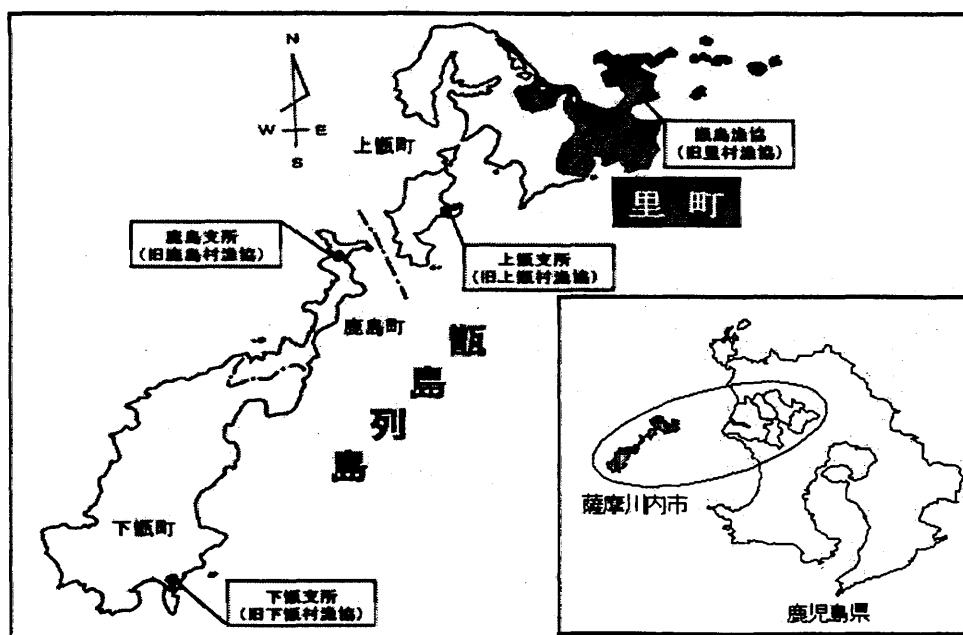 N
W E
S
上甑町
甑島漁協
(旧里村漁協)
里 町
鹿島支所
(旧鹿島村漁協)
上甑支所
(旧上甑村漁協)
鹿島町
甑
島
列
島
下甑町
下甑支所
(旧下甑村漁協)
薩摩川内市
鹿児島県